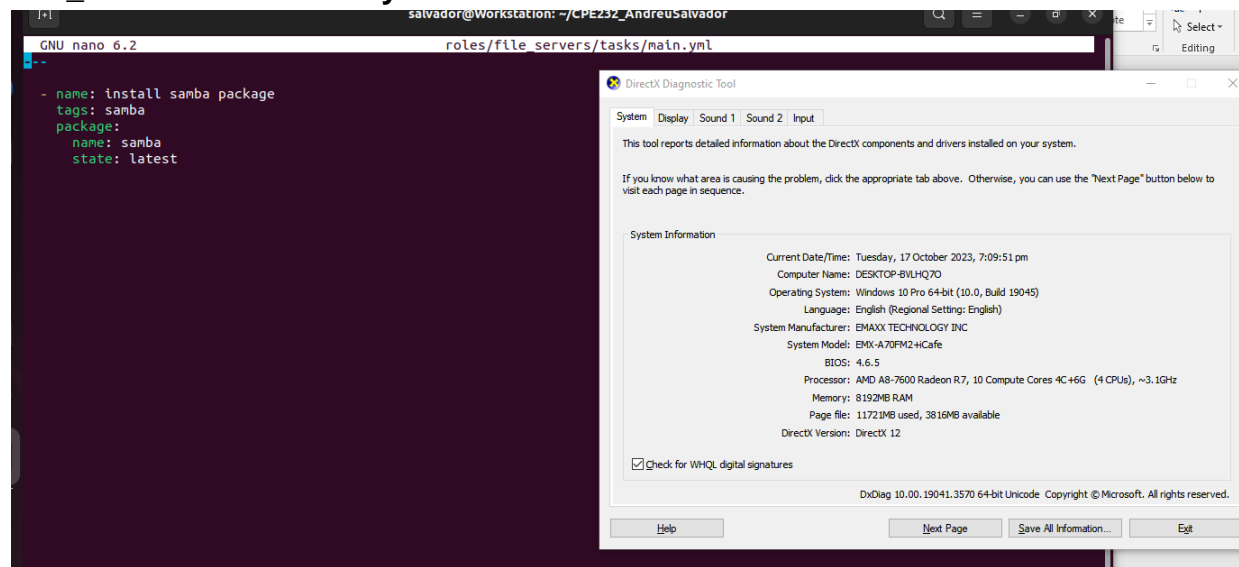 salvador@Workstation: ~/CPE232_AndreuSalvador
Select
Editing
GNU nano 6.2 roles/file_servers/tasks/main.yml
---
- name: install samba package
tags: samba
package:
name: samba
state: latest
DirectX Diagnostic Tool
System Display Sound 1 Sound 2 Input
This tool reports detailed information about the DirectX components and drivers installed on your system.
If you know what area is causing the problem, click the appropriate tab above. Otherwise, you can use the "Next Page" button below to
visit each page in sequence.
System Information
Current Date/Time: Tuesday, 17 October 2023, 7:09:51 pm
Computer Name: DESKTOP-BVLHQ7O
Operating System: Windows 10 Pro 64-bit (10.0, Build 19045)
Language: English (Regional Setting: English)
System Manufacturer: EMAXX TECHNOLOGY INC
System Model: EMX-A70FM2+iCafe
BIOS: 4.6.5
Processor: AMD A8-7600 Radeon R7, 10 Compute Cores 4C+6G (4 CPUs), ~3.1GHz
Memory: 8192MB RAM
Page file: 11721MB used, 3816MB available
DirectX Version: DirectX 12
Check for WHQL digital signatures
DxDiag 10.00.19041.3570 64-bit Unicode Copyright © Microsoft. All rights reserved.
Help Next Page Save All Information... Exit